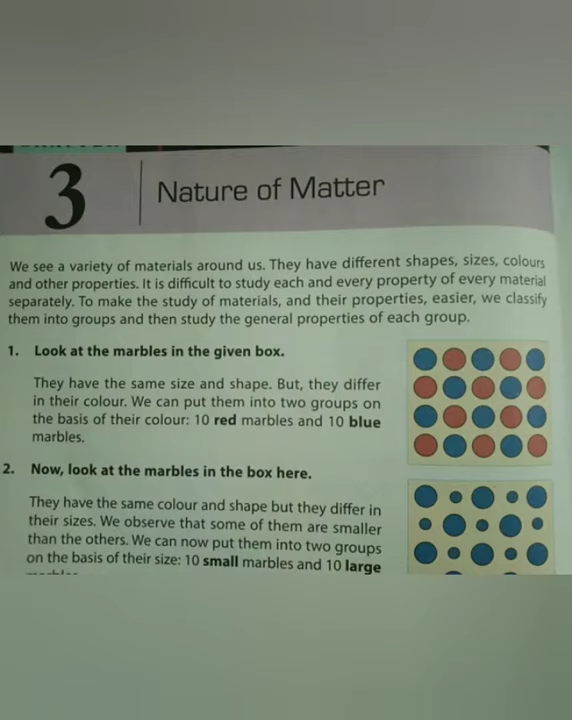 3
Nature of Matter
We see a variety of materials around us. They have different shapes, sizes, colours
and other properties. It is difficult to study each and every property of every material
separately. To make the study of materials, and their properties, easier, we classify
them into groups and then study the general properties of each group.
1. Look at the marbles in the given box.
They have the same size and shape. But, they differ
in their colour. We can put them into two groups on
the basis of their colour: 10 red marbles and 10 blue
marbles.
2. Now, look at the marbles in the box here.
They have the same colour and shape but they differ in
their sizes. We observe that some of them are smaller
than the others. We can now put them into two groups
on the basis of their size: 10 small marbles and 10 large